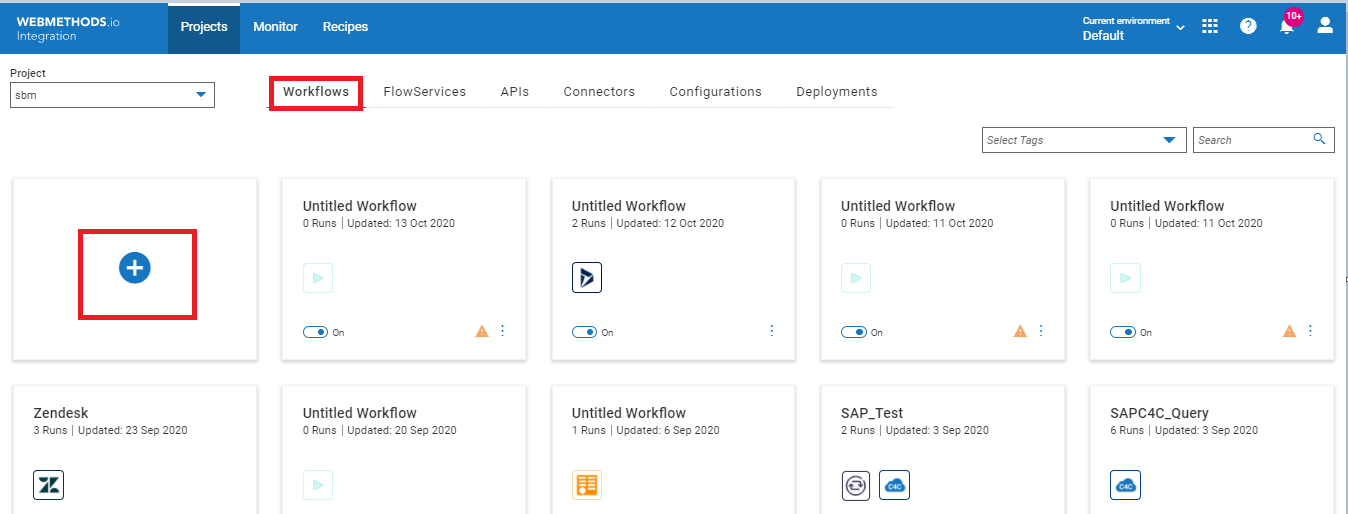 WEBMETHODS.io
Integration
Projects
Monitor
Recipes
Current environment
Default
10+
Project
sbm
Workflows
FlowServices
APIs
Connectors
Configurations
Deployments
Select Tags
Search
Untitled Workflow
0 Runs | Updated: 13 Oct 2020
On
Untitled Workflow
2 Runs | Updated: 12 Oct 2020
On
Untitled Workflow
0 Runs | Updated: 11 Oct 2020
On
Untitled Workflow
0 Runs | Updated: 11 Oct 2020
On
Zendesk
3 Runs | Updated: 23 Sep 2020
Untitled Workflow
0 Runs | Updated: 20 Sep 2020
Untitled Workflow
1 Runs | Updated: 6 Sep 2020
SAP_Test
2 Runs | Updated: 3 Sep 2020
C4C
SAPC4C_Query
6 Runs | Updated: 3 Sep 2020
C4C